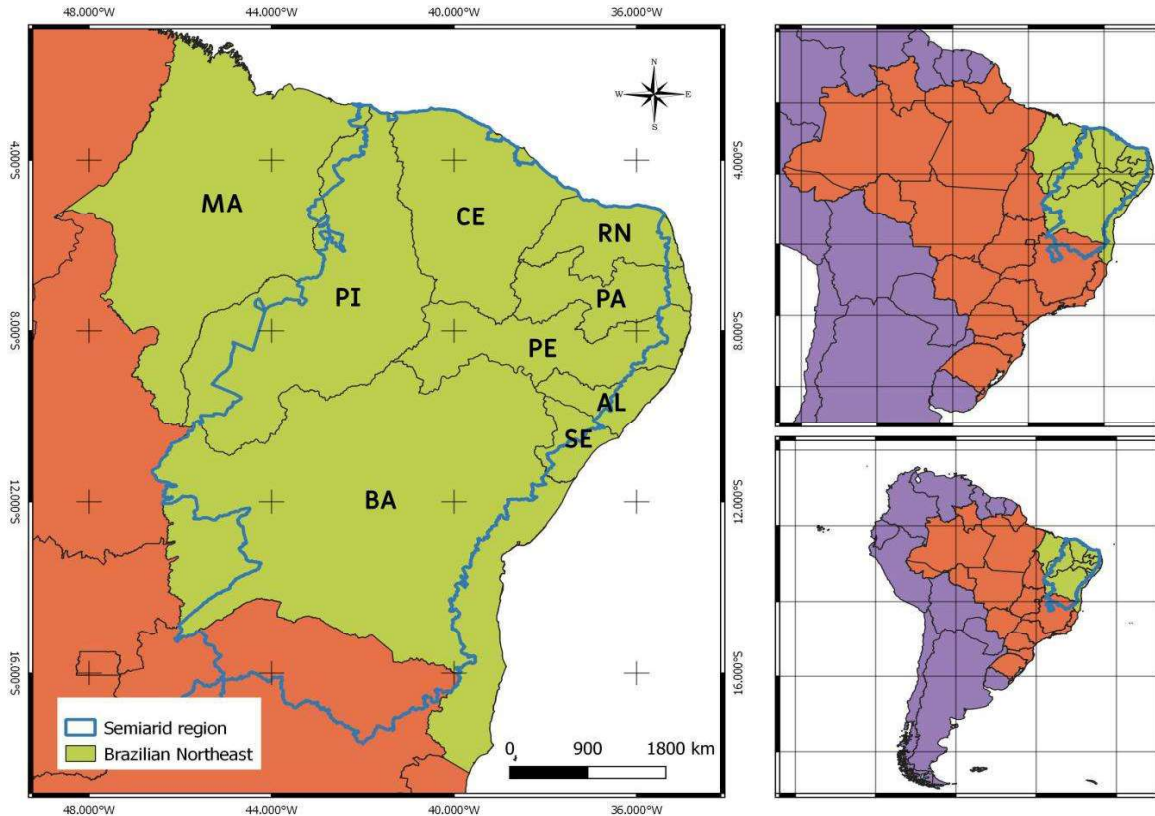 48.000°W 44.000°W 40.000°W 36.000°W
N
W E
S
4.000°S 4.000°S
MA
CE
RN
PI
PA
8.000°S 8.000°S
PE
AL
SE
BA
12.000°S 12.000°S
16.000°S 16.000°S
Semiarid region
Brazilian Northeast
0 900 1800 km
48.000°W 44.000°W 40.000°W 36.000°W